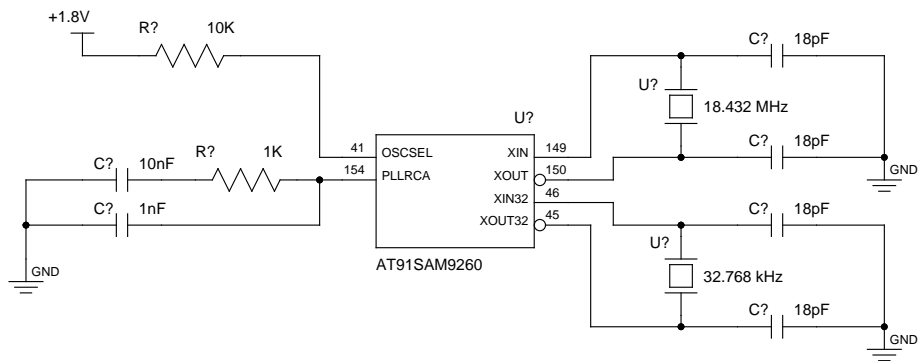 +1.8V
R? 10K
C? 18pF
U?
18.432 MHz
U?
41 OSCSEL XIN 149
C? 10nF R? 1K 154 PLLRCA XOUT 150 C? 18pF
GND
XIN32 46
C? 1nF XOUT32 45 C? 18pF
U?
GND AT91SAM9260 32.768 kHz
C? 18pF
GND